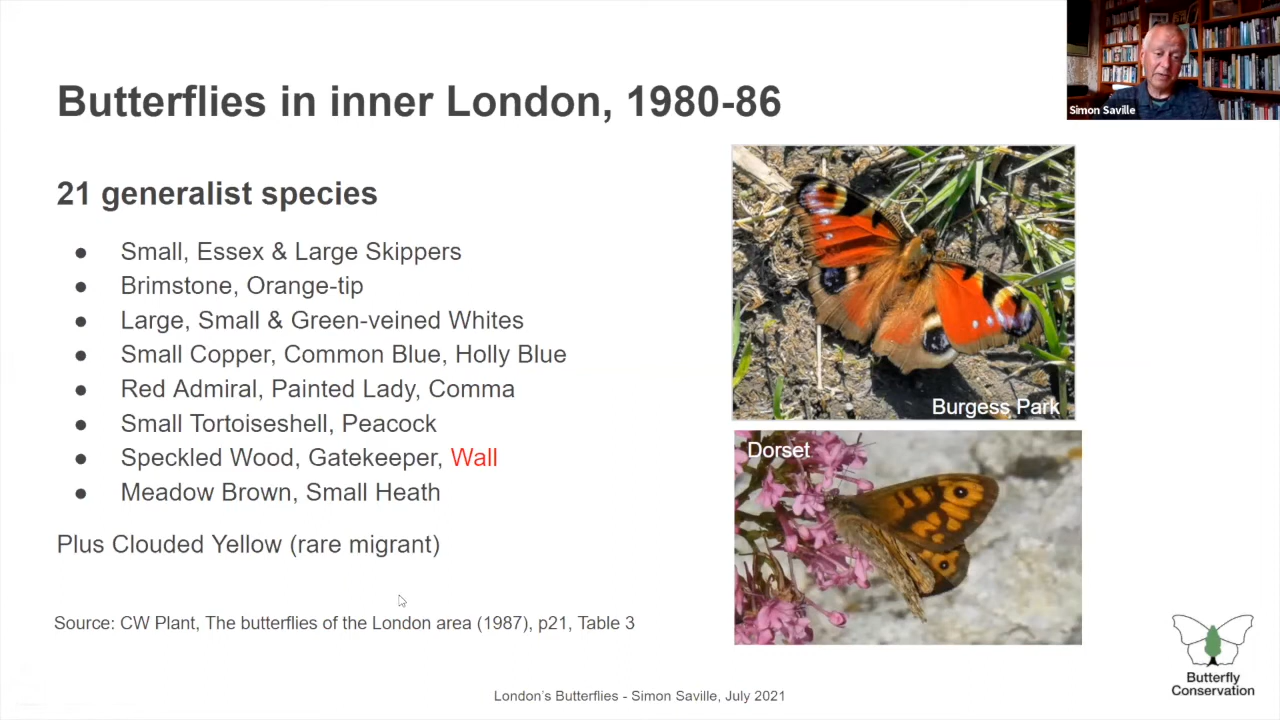 Simon Saville
Butterflies in inner London, 1980-86
21 generalist species
● Small, Essex & Large Skippers
● Brimstone, Orange-tip
● Large, Small & Green-veined Whites
● Small Copper, Common Blue, Holly Blue
● Red Admiral, Painted Lady, Comma
● Small Tortoiseshell, Peacock
● Speckled Wood, Gatekeeper, Wall
● Meadow Brown, Small Heath
Plus Clouded Yellow (rare migrant)
Source: CW Plant, The butterflies of the London area (1987), p21, Table 3
Burgess Park
Dorset
Butterfly
Conservation
London's Butterflies - Simon Saville, July 2021